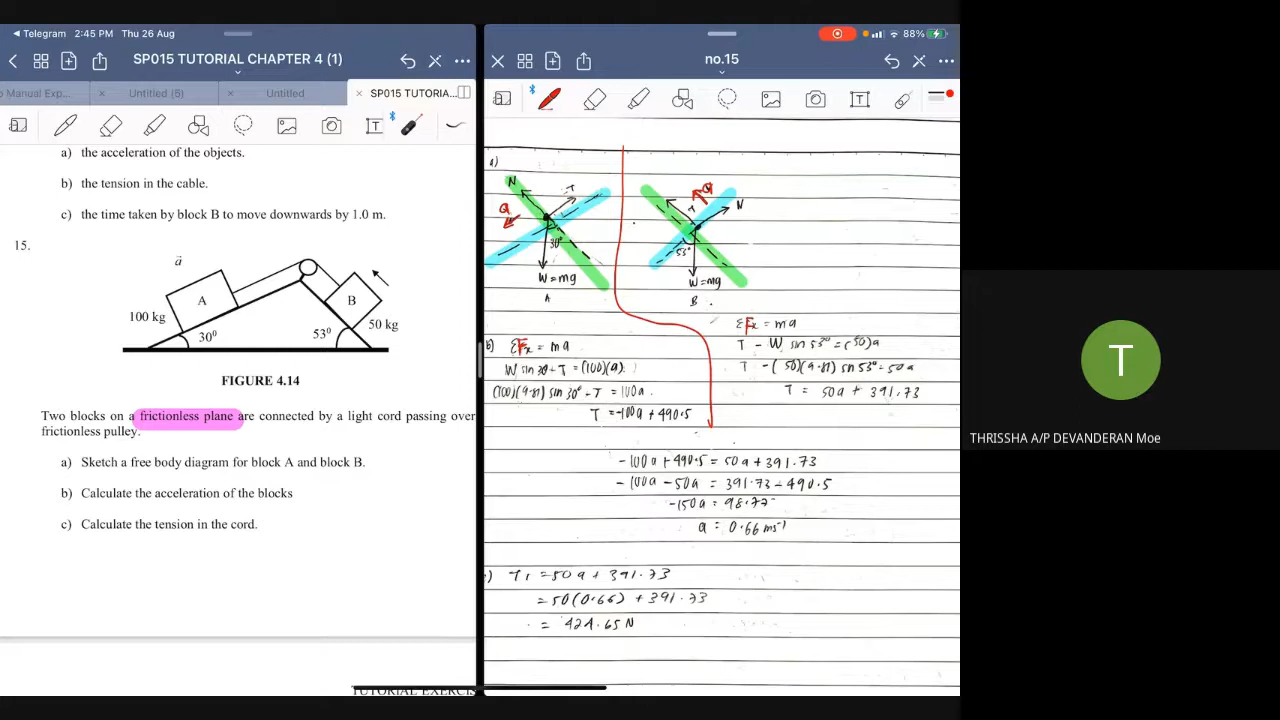 Telegram 2:45 PM Thu 26 Aug
88%
SP015 TUTORIAL CHAPTER 4 (1)
no.15
o Manual Exp...
Untitled (5)
Untitled
SP015 TUTORIA...
a) the acceleration of the objects.
b) the tension in the cable.
c) the time taken by block B to move downwards by 1.0 m.
15.
a
A
B
100 kg
50 kg
30⁰
53⁰
FIGURE 4.14
Two blocks on a frictionless plane are connected by a light cord passing over
frictionless pulley.
a) Sketch a free body diagram for block A and block B.
b) Calculate the acceleration of the blocks
c) Calculate the tension in the cord.
TUTORIAL EXERCIS
a)
N
T
a
30°
W = mg
A
a
T
N
53°
W = mg
B
b) ΣFx = ma
W sin 30 - T = (100)(a)
(100)(9.81) sin 30° - T = 100a
T = -100a + 490.5
ΣFx = ma
T - W sin 53° = (50)a
T - (50)(9.81) sin 53° = 50a
T = 50a + 391.73
-100a + 490.5 = 50a + 391.73
-100a - 50a = 391.73 - 490.5
-150a = 98.77
a = 0.66 ms⁻¹
) T1 = 50a + 391.73
= 50(0.66) + 391.73
= 424.65 N
T
THRISSHA A/P DEVANDERAN Moe